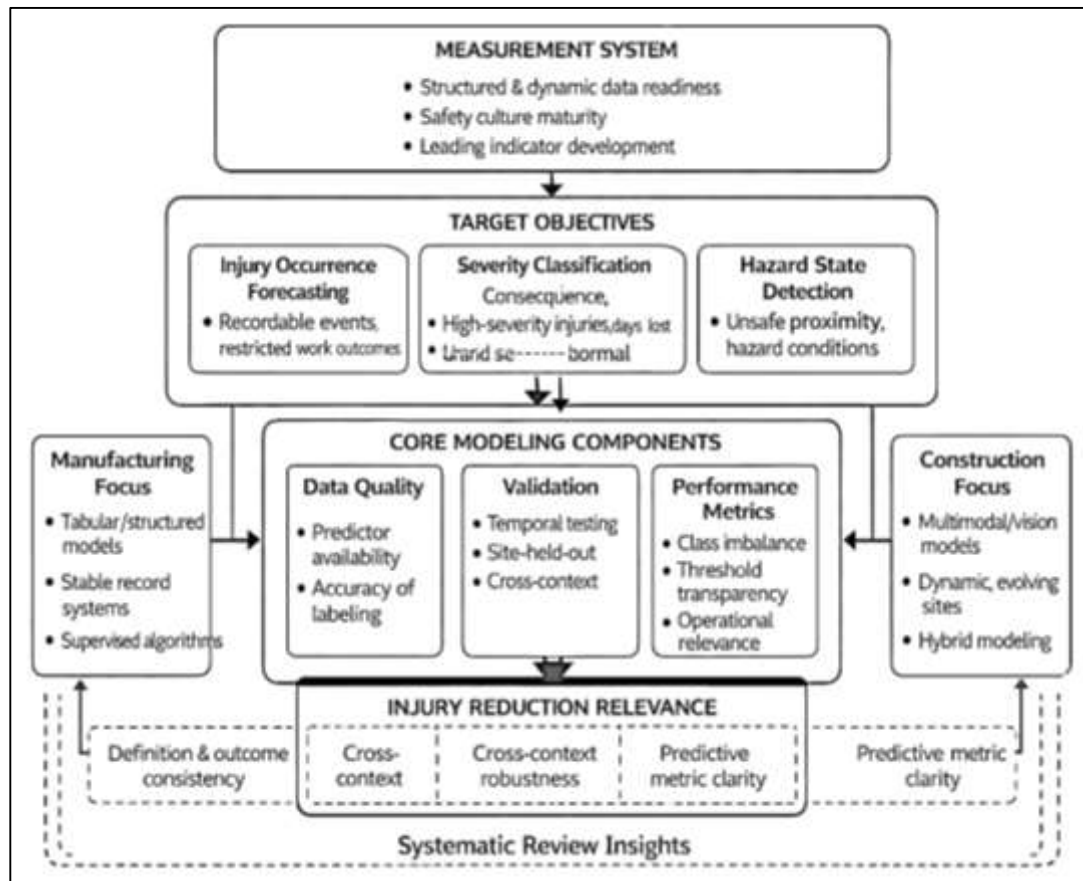 MEASUREMENT SYSTEM
• Structured & dynamic data readiness
• Safety culture maturity
• Leading indicator development
TARGET OBJECTIVES
Injury Occurrence
Forecasting
• Recordable events,
restricted work outcomes
Severity Classification
Consecquence,
• High-severity injuries,days lost
• se------ bormal
Hazard State
Detection
• Unsafe proximity,
hazard conditions
Manufacturing
Focus
• Tabular/structured
models
• Stable record
systems
• Supervised algorithms
CORE MODELING COMPONENTS
Data Quality
• Predictor
availability
• Accuracy of
labeling
Validation
• Temporal testing
• Site-held-out
• Cross-context
Performance
Metrics
• Class imbalance
• Threshold
transparency
• Operational
relevance
Construction
Focus
• Multimodal/vision
models
• Dynamic, evolving
sites
• Hybrid modeling
INJURY REDUCTION RELEVANCE
Definition & outcome
consistency
Cross-
context
Cross-context
robustness
Predictive
metric clarity
Predictive metric
clarity
Systematic Review Insights